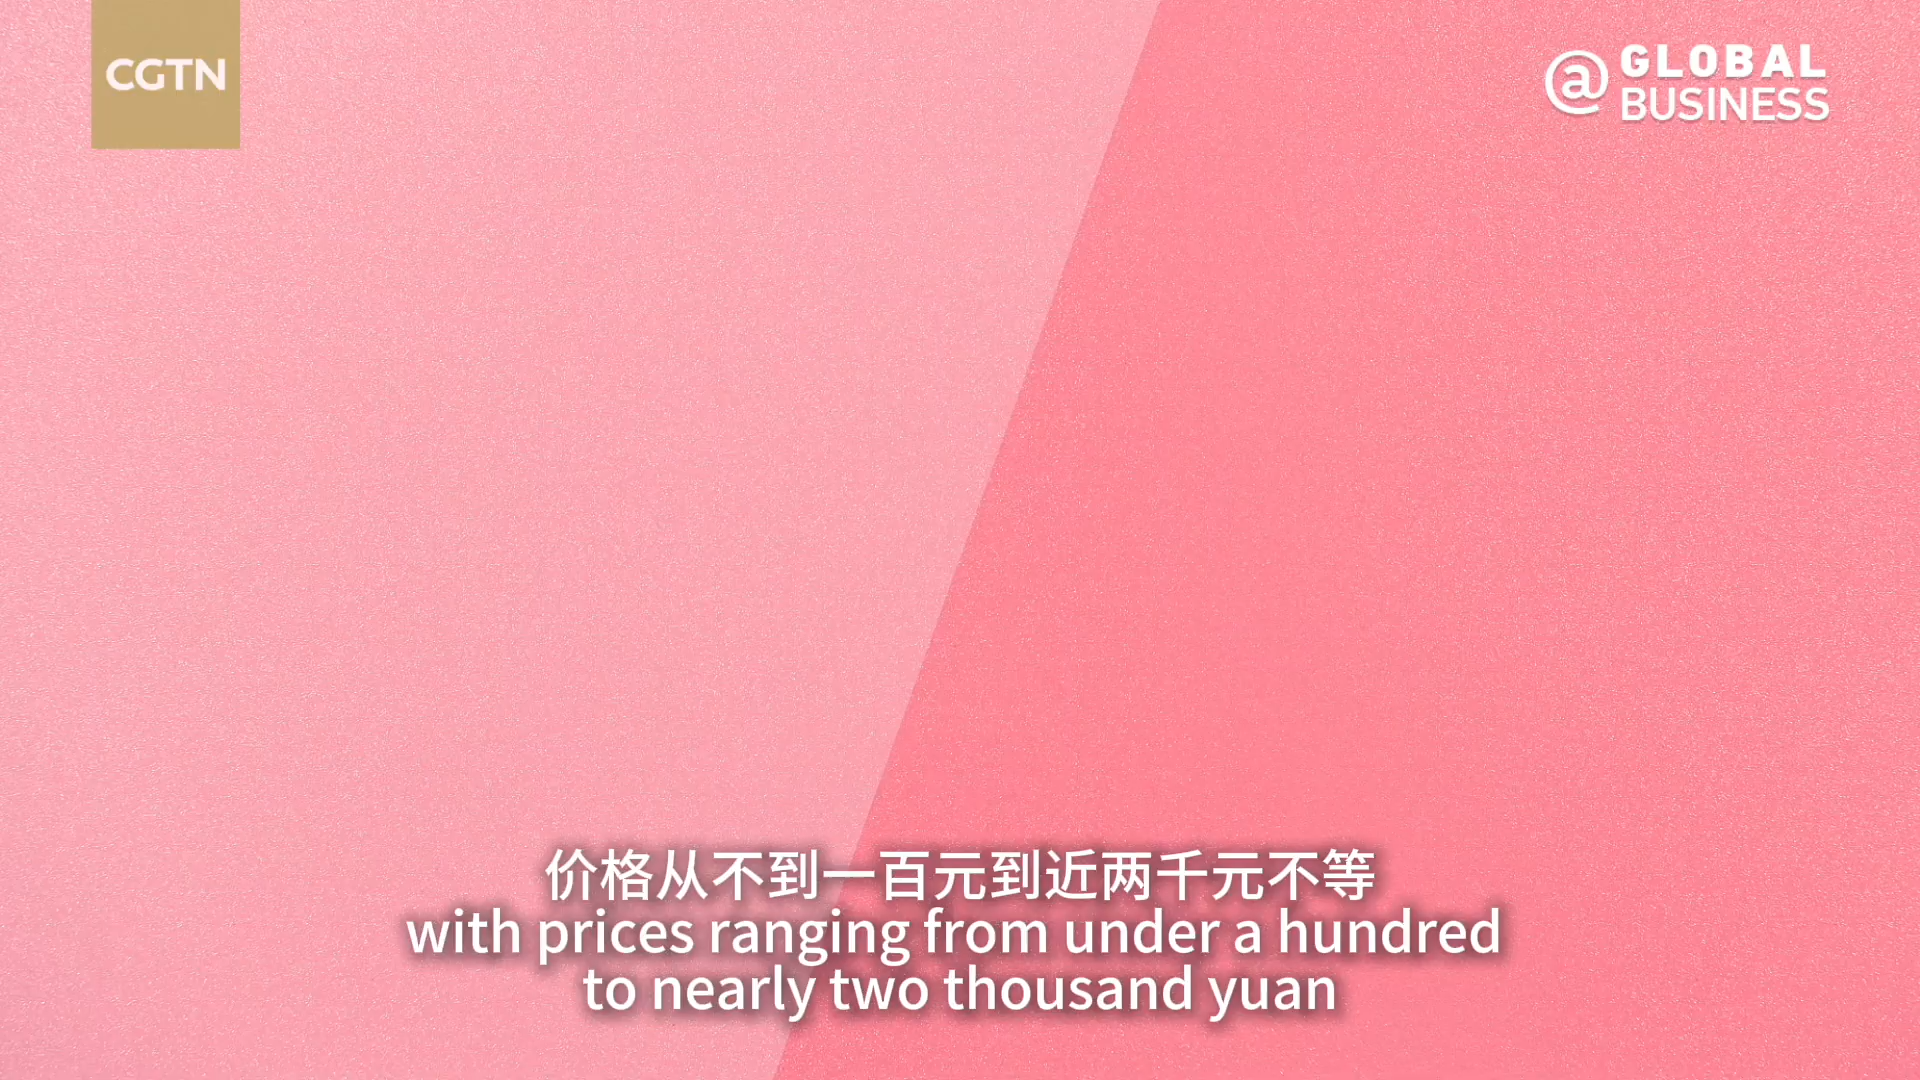 CGTN
@GLOBAL
BUSINESS
价格从不到一百元到近两千元不等
with prices ranging from under a hundred
to nearly two thousand yuan